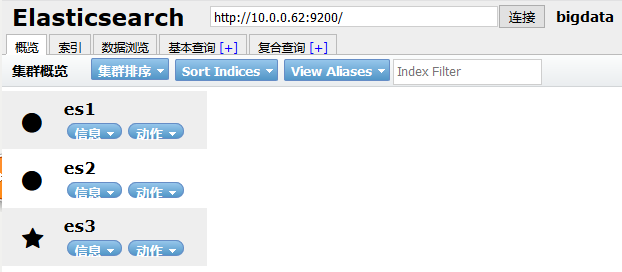 Elasticsearch http://10.0.0.62:9200/ 连接 bigdata
概览 索引 数据浏览 基本查询 [+] 复合查询 [+]
集群概览 集群排序 Sort Indices View Aliases Index Filter
es1
信息 动作
es2
信息 动作
es3
信息 动作